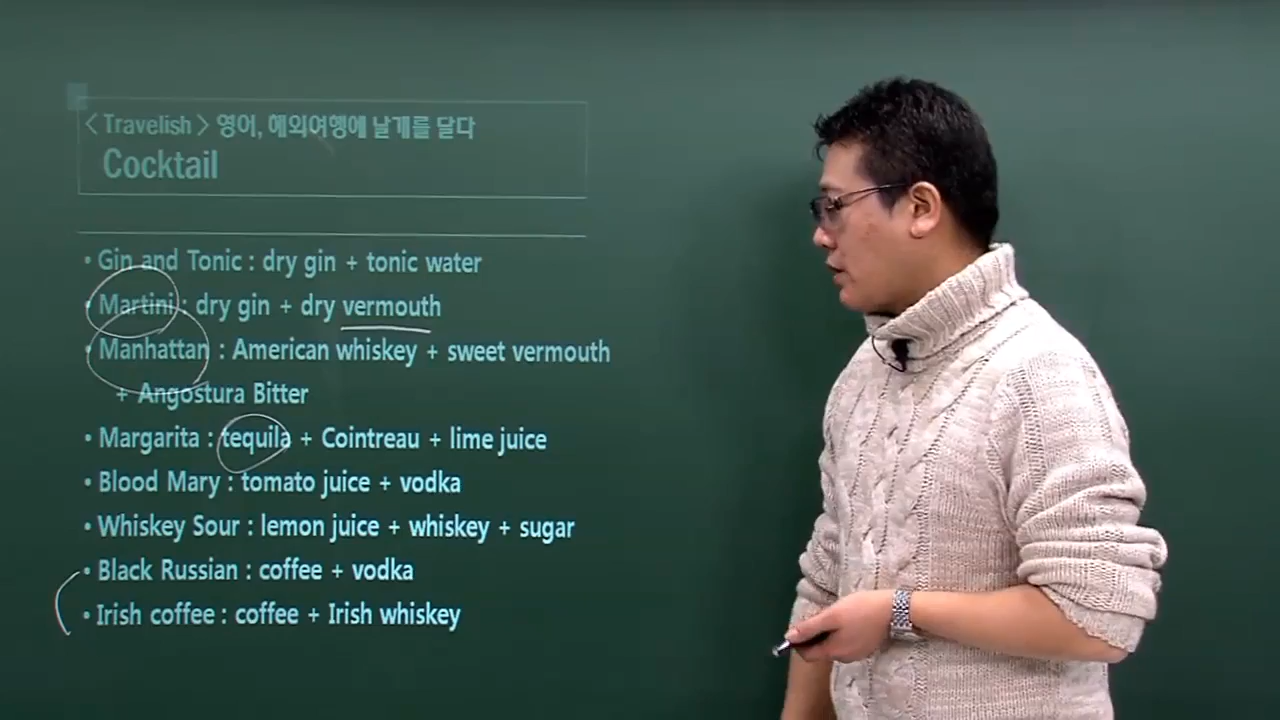 < Travelish > 영어, 해외여행에 날개를 달다
Cocktail
• Gin and Tonic : dry gin + tonic water
• Martini : dry gin + dry vermouth
• Manhattan : American whiskey + sweet vermouth
+ Angostura Bitter
• Margarita : tequila + Cointreau + lime juice
• Blood Mary : tomato juice + vodka
• Whiskey Sour : lemon juice + whiskey + sugar
• Black Russian : coffee + vodka
• Irish coffee : coffee + Irish whiskey